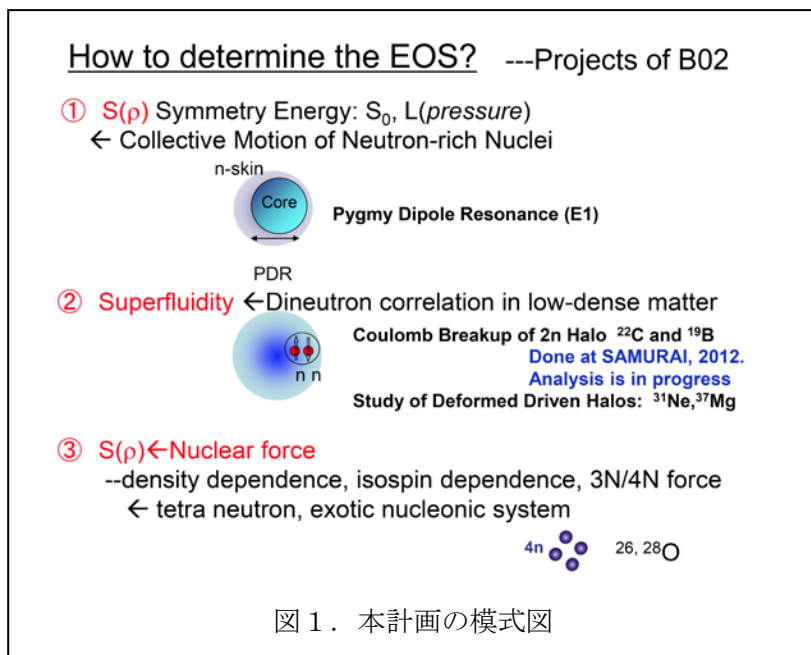 How to determine the EOS? ---Projects of B02
① S(ρ) Symmetry Energy: S₀, L(pressure)
← Collective Motion of Neutron-rich Nuclei
n-skin
Core
Pygmy Dipole Resonance (E1)
PDR
② Superfluidity ←Dineutron correlation in low-dense matter
Coulomb Breakup of 2n Halo ²²C and ¹⁹B
Done at SAMURAI, 2012.
n n
Analysis is in progress
Study of Deformed Driven Halos: ³¹Ne,³⁷Mg
③ S(ρ)←Nuclear force
--density dependence, isospin dependence, 3N/4N force
← tetra neutron, exotic nucleonic system
4n
²⁶, ²⁸O
図１．本計画の模式図